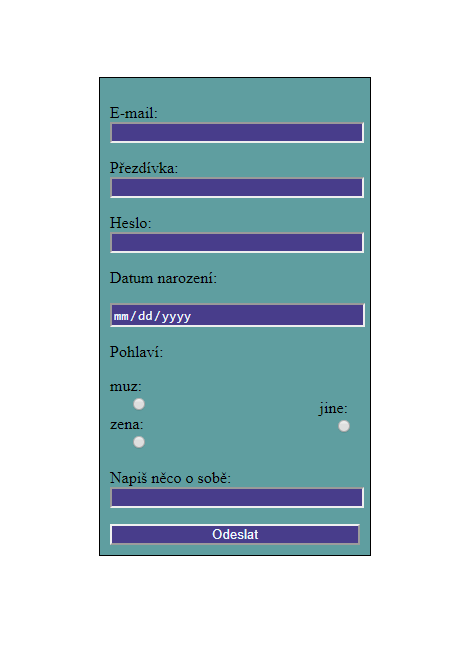 E-mail:
Přezdívka:
Heslo:
Datum narození:
mm/dd/yyyy
Pohlaví:
muz:
jine:
zena:
Napiš něco o sobě:
Odeslat